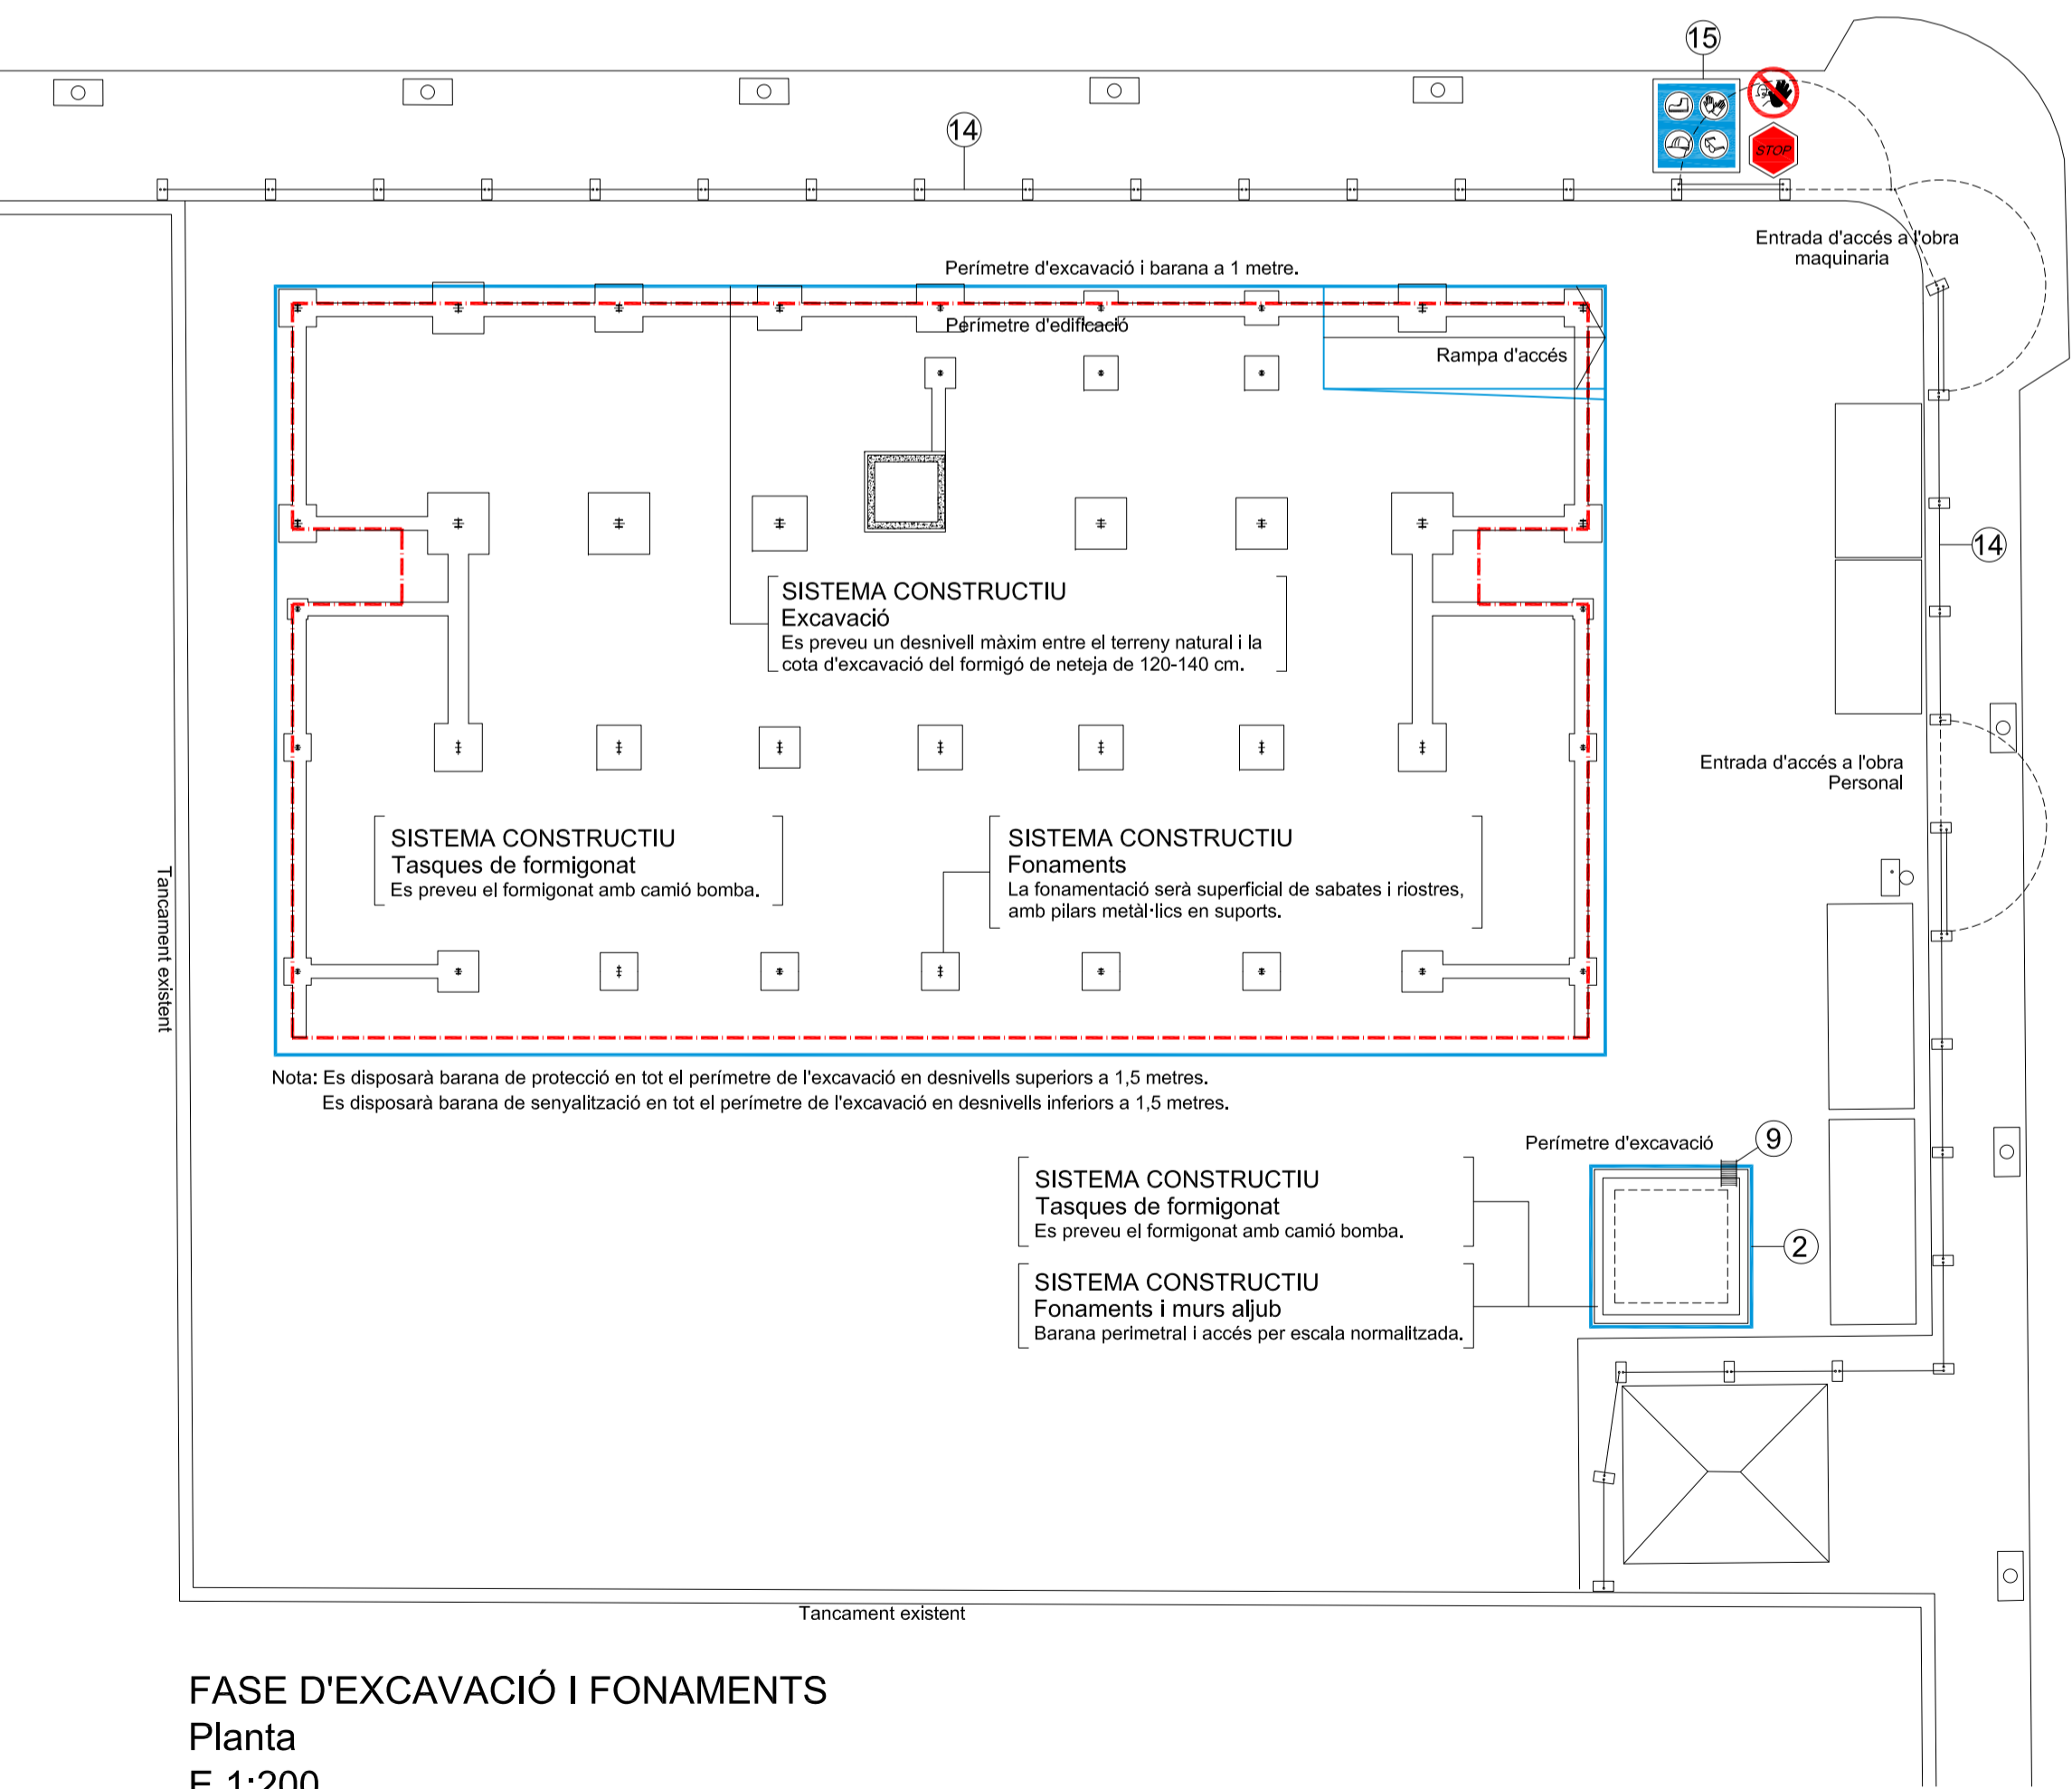 15
STOP
14
Entrada d'accés a l'obra
maquinaria
Perímetre d'excavació i barana a 1 metre.
Perímetre d'edificació
Rampa d'accés
14
SISTEMA CONSTRUCTIU
Excavació
Es preveu un desnivell màxim entre el terreny natural i la
cota d'excavació del formigó de neteja de 120-140 cm.
Entrada d'accés a l'obra
Personal
SISTEMA CONSTRUCTIU
Tasques de formigonat
Es preveu el formigonat amb camió bomba.
SISTEMA CONSTRUCTIU
Fonaments
La fonamentació serà superficial de sabates i riostres,
amb pilars metàl·lics en suports.
Tancament existent
Nota: Es disposarà barana de protecció en tot el perímetre de l'excavació en desnivells superiors a 1,5 metres.
Es disposarà barana de senyalització en tot el perímetre de l'excavació en desnivells inferiors a 1,5 metres.
Perímetre d'excavació
9
SISTEMA CONSTRUCTIU
Tasques de formigonat
Es preveu el formigonat amb camió bomba.
2
SISTEMA CONSTRUCTIU
Fonaments i murs aljub
Barana perimetral i accés per escala normalitzada.
Tancament existent
FASE D'EXCAVACIÓ I FONAMENTS
Planta
E 1:200